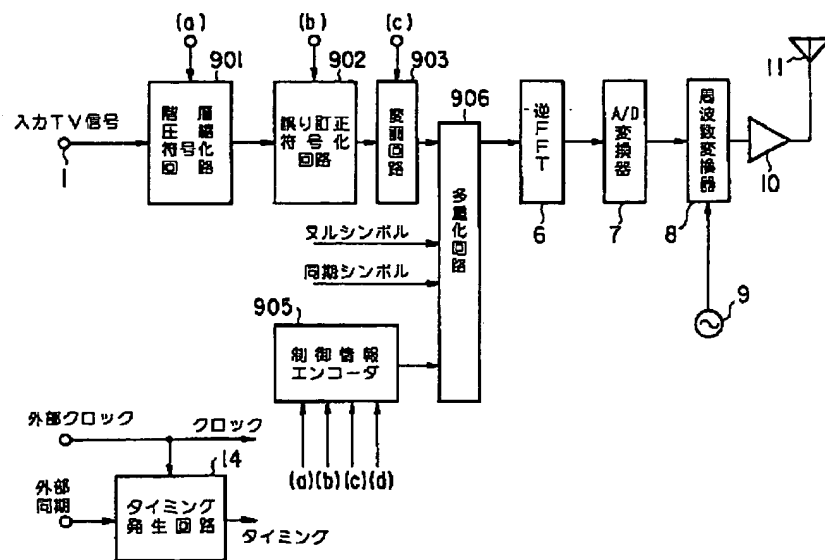 (a)
(b)
(c)
901
902
903
906
11
入力TV信号
1
階層
圧縮
符号化
回路
誤り訂正
符号化
回路
変調回路
多重化回路
逆FFT
6
A/D
変換器
7
周波数変換器
8
10
9
ヌルシンボル
同期シンボル
905
制御情報
エンコーダ
(a)(b)(c)(d)
外部クロック
クロック
14
外部
同期
タイミング
発生回路
タイミング